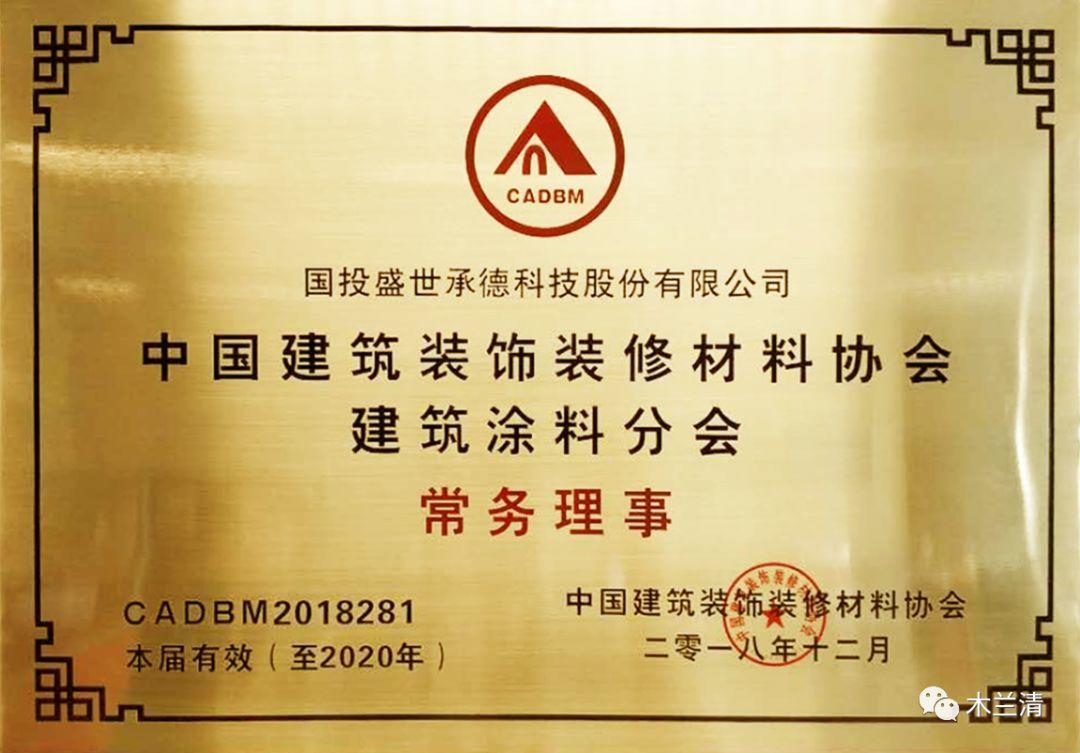 CADBM
国投盛世承德科技股份有限公司
中国建筑装饰装修材料协会
建筑涂料分会
常务理事
CADBM2018281
本届有效（至2020年）
中国建筑装饰装修材料协会
二零一八年十二月
木兰清